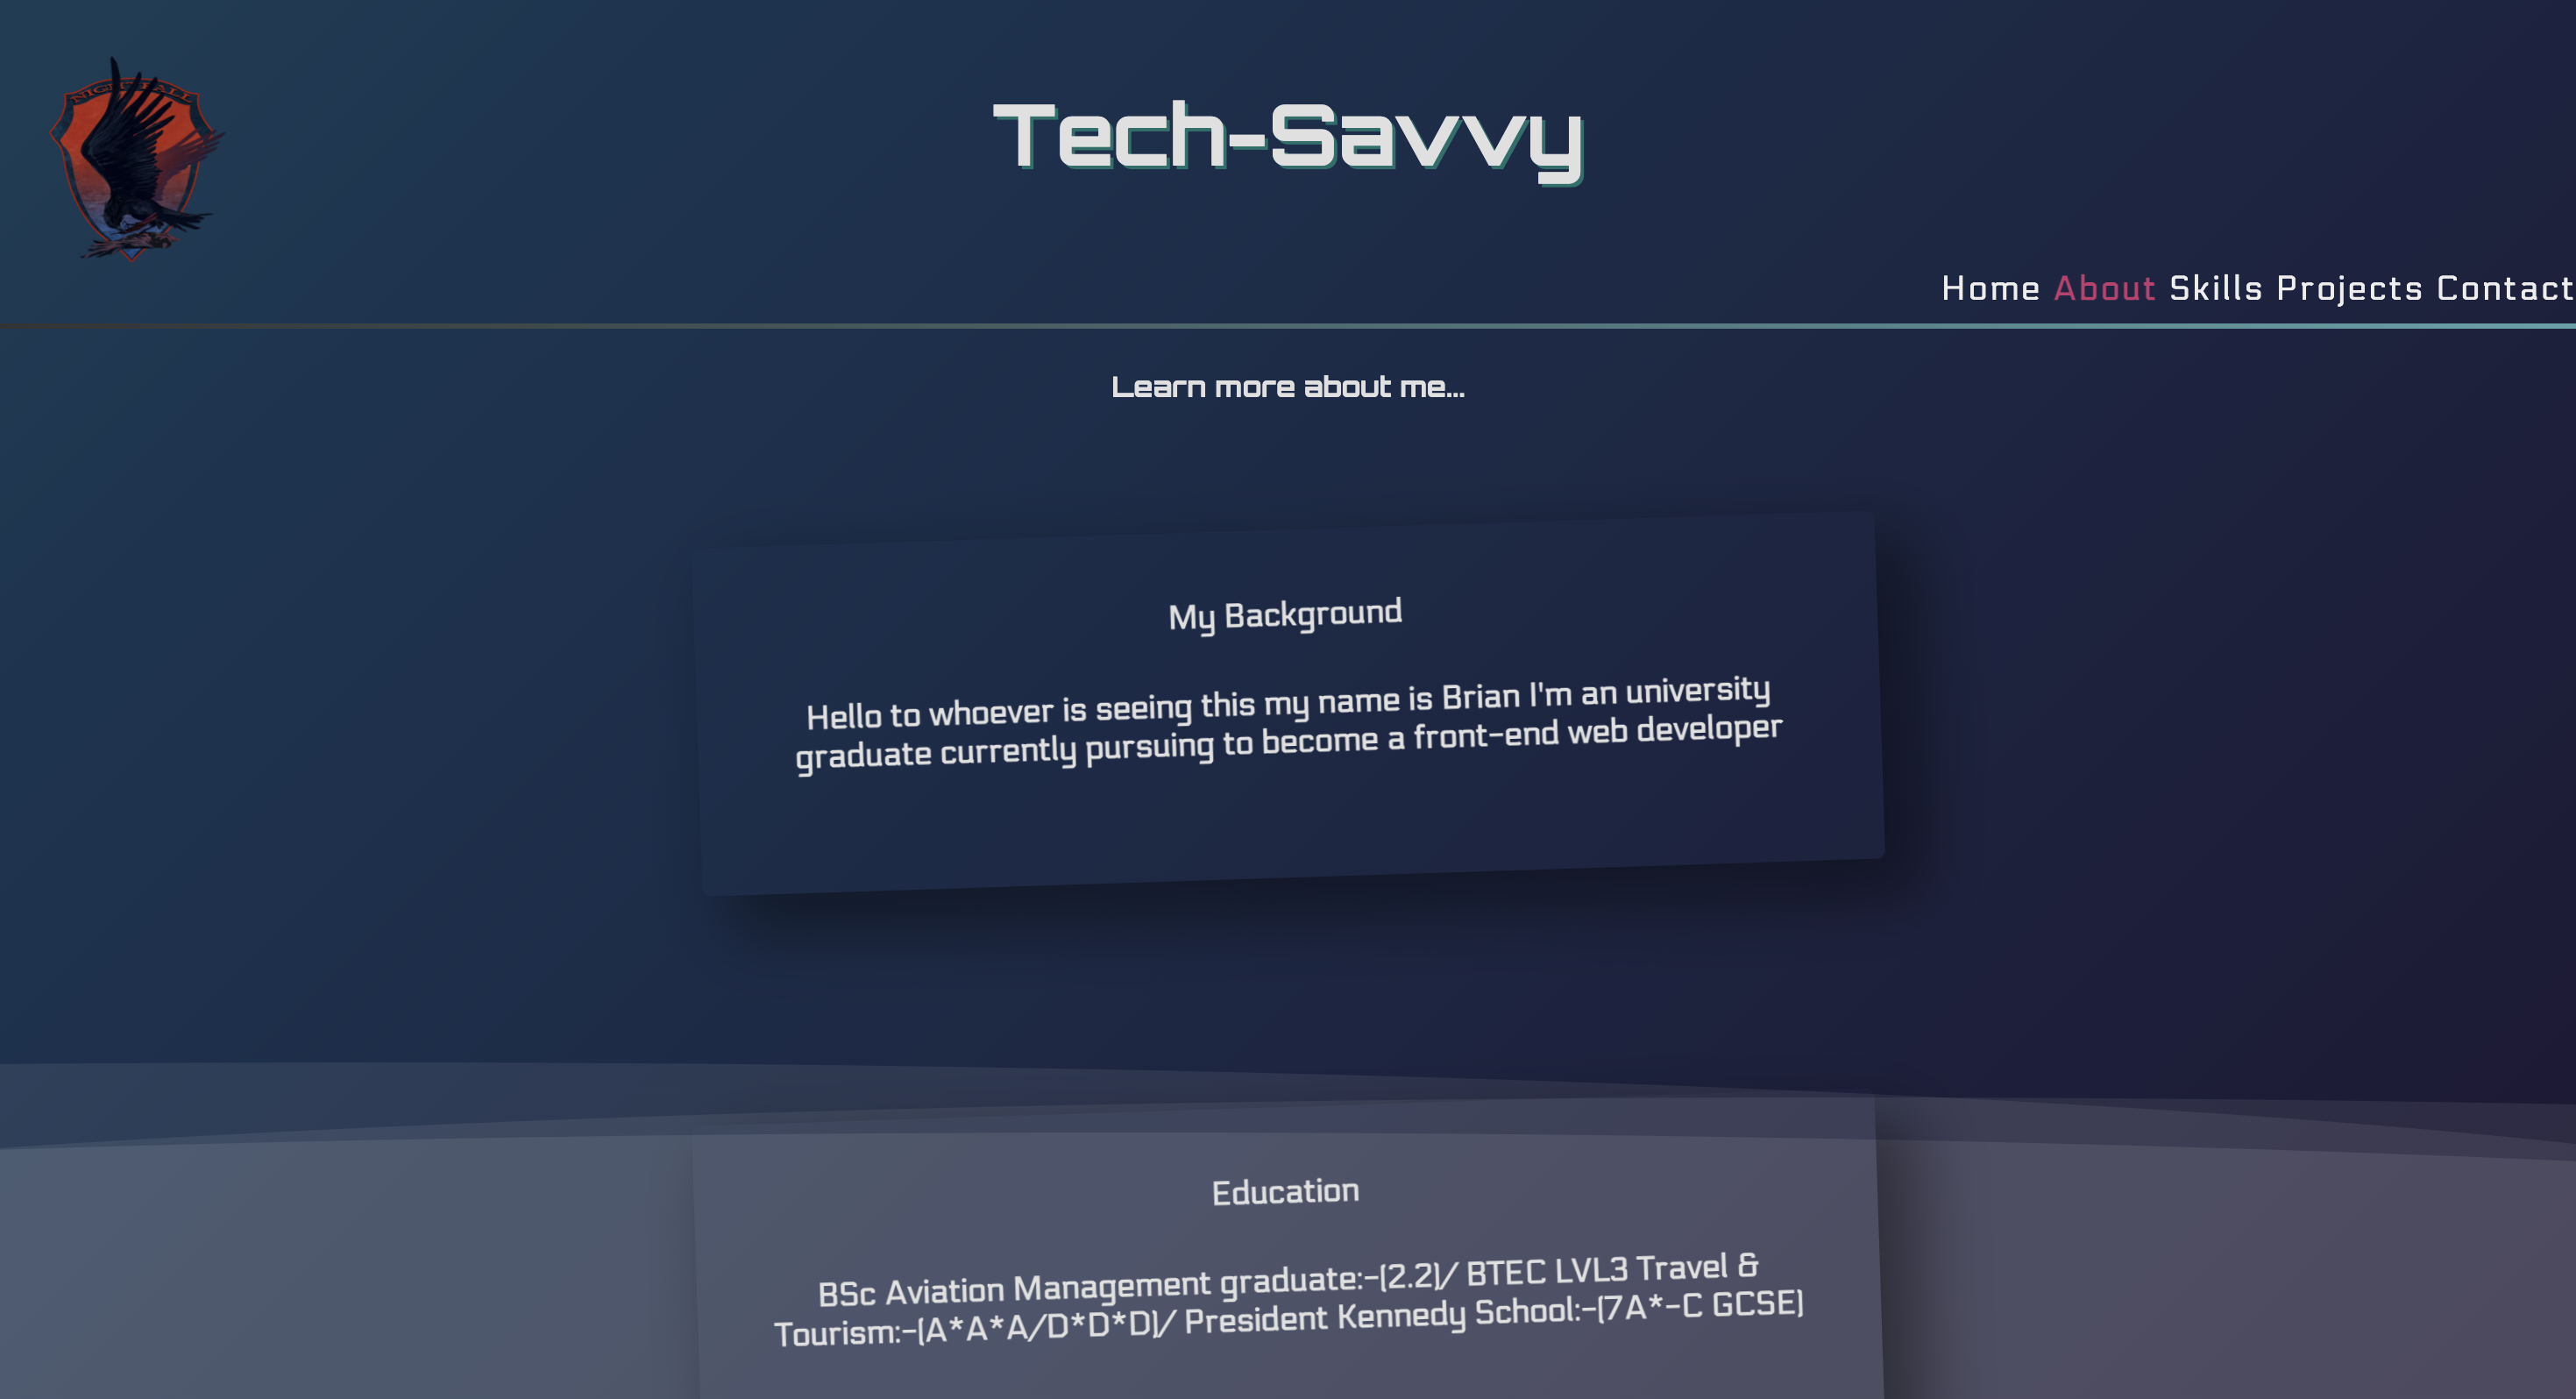 NIGHTFALL
Tech-Savvy
Home About Skills Projects Contact
Learn more about me...
My Background
Hello to whoever is seeing this my name is Brian I'm an university
graduate currently pursuing to become a front-end web developer
Education
BSc Aviation Management graduate:-(2.2)/ BTEC LVL3 Travel &
Tourism:-(A*A*A/D*D*D)/ President Kennedy School:-(7A*-C GCSE)